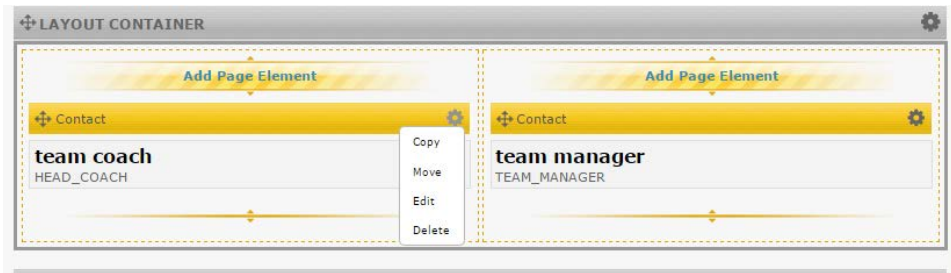 LAYOUT CONTAINER
Add Page Element
Contact
team coach
HEAD_COACH
Copy
Move
Edit
Delete
Add Page Element
Contact
team manager
TEAM_MANAGER